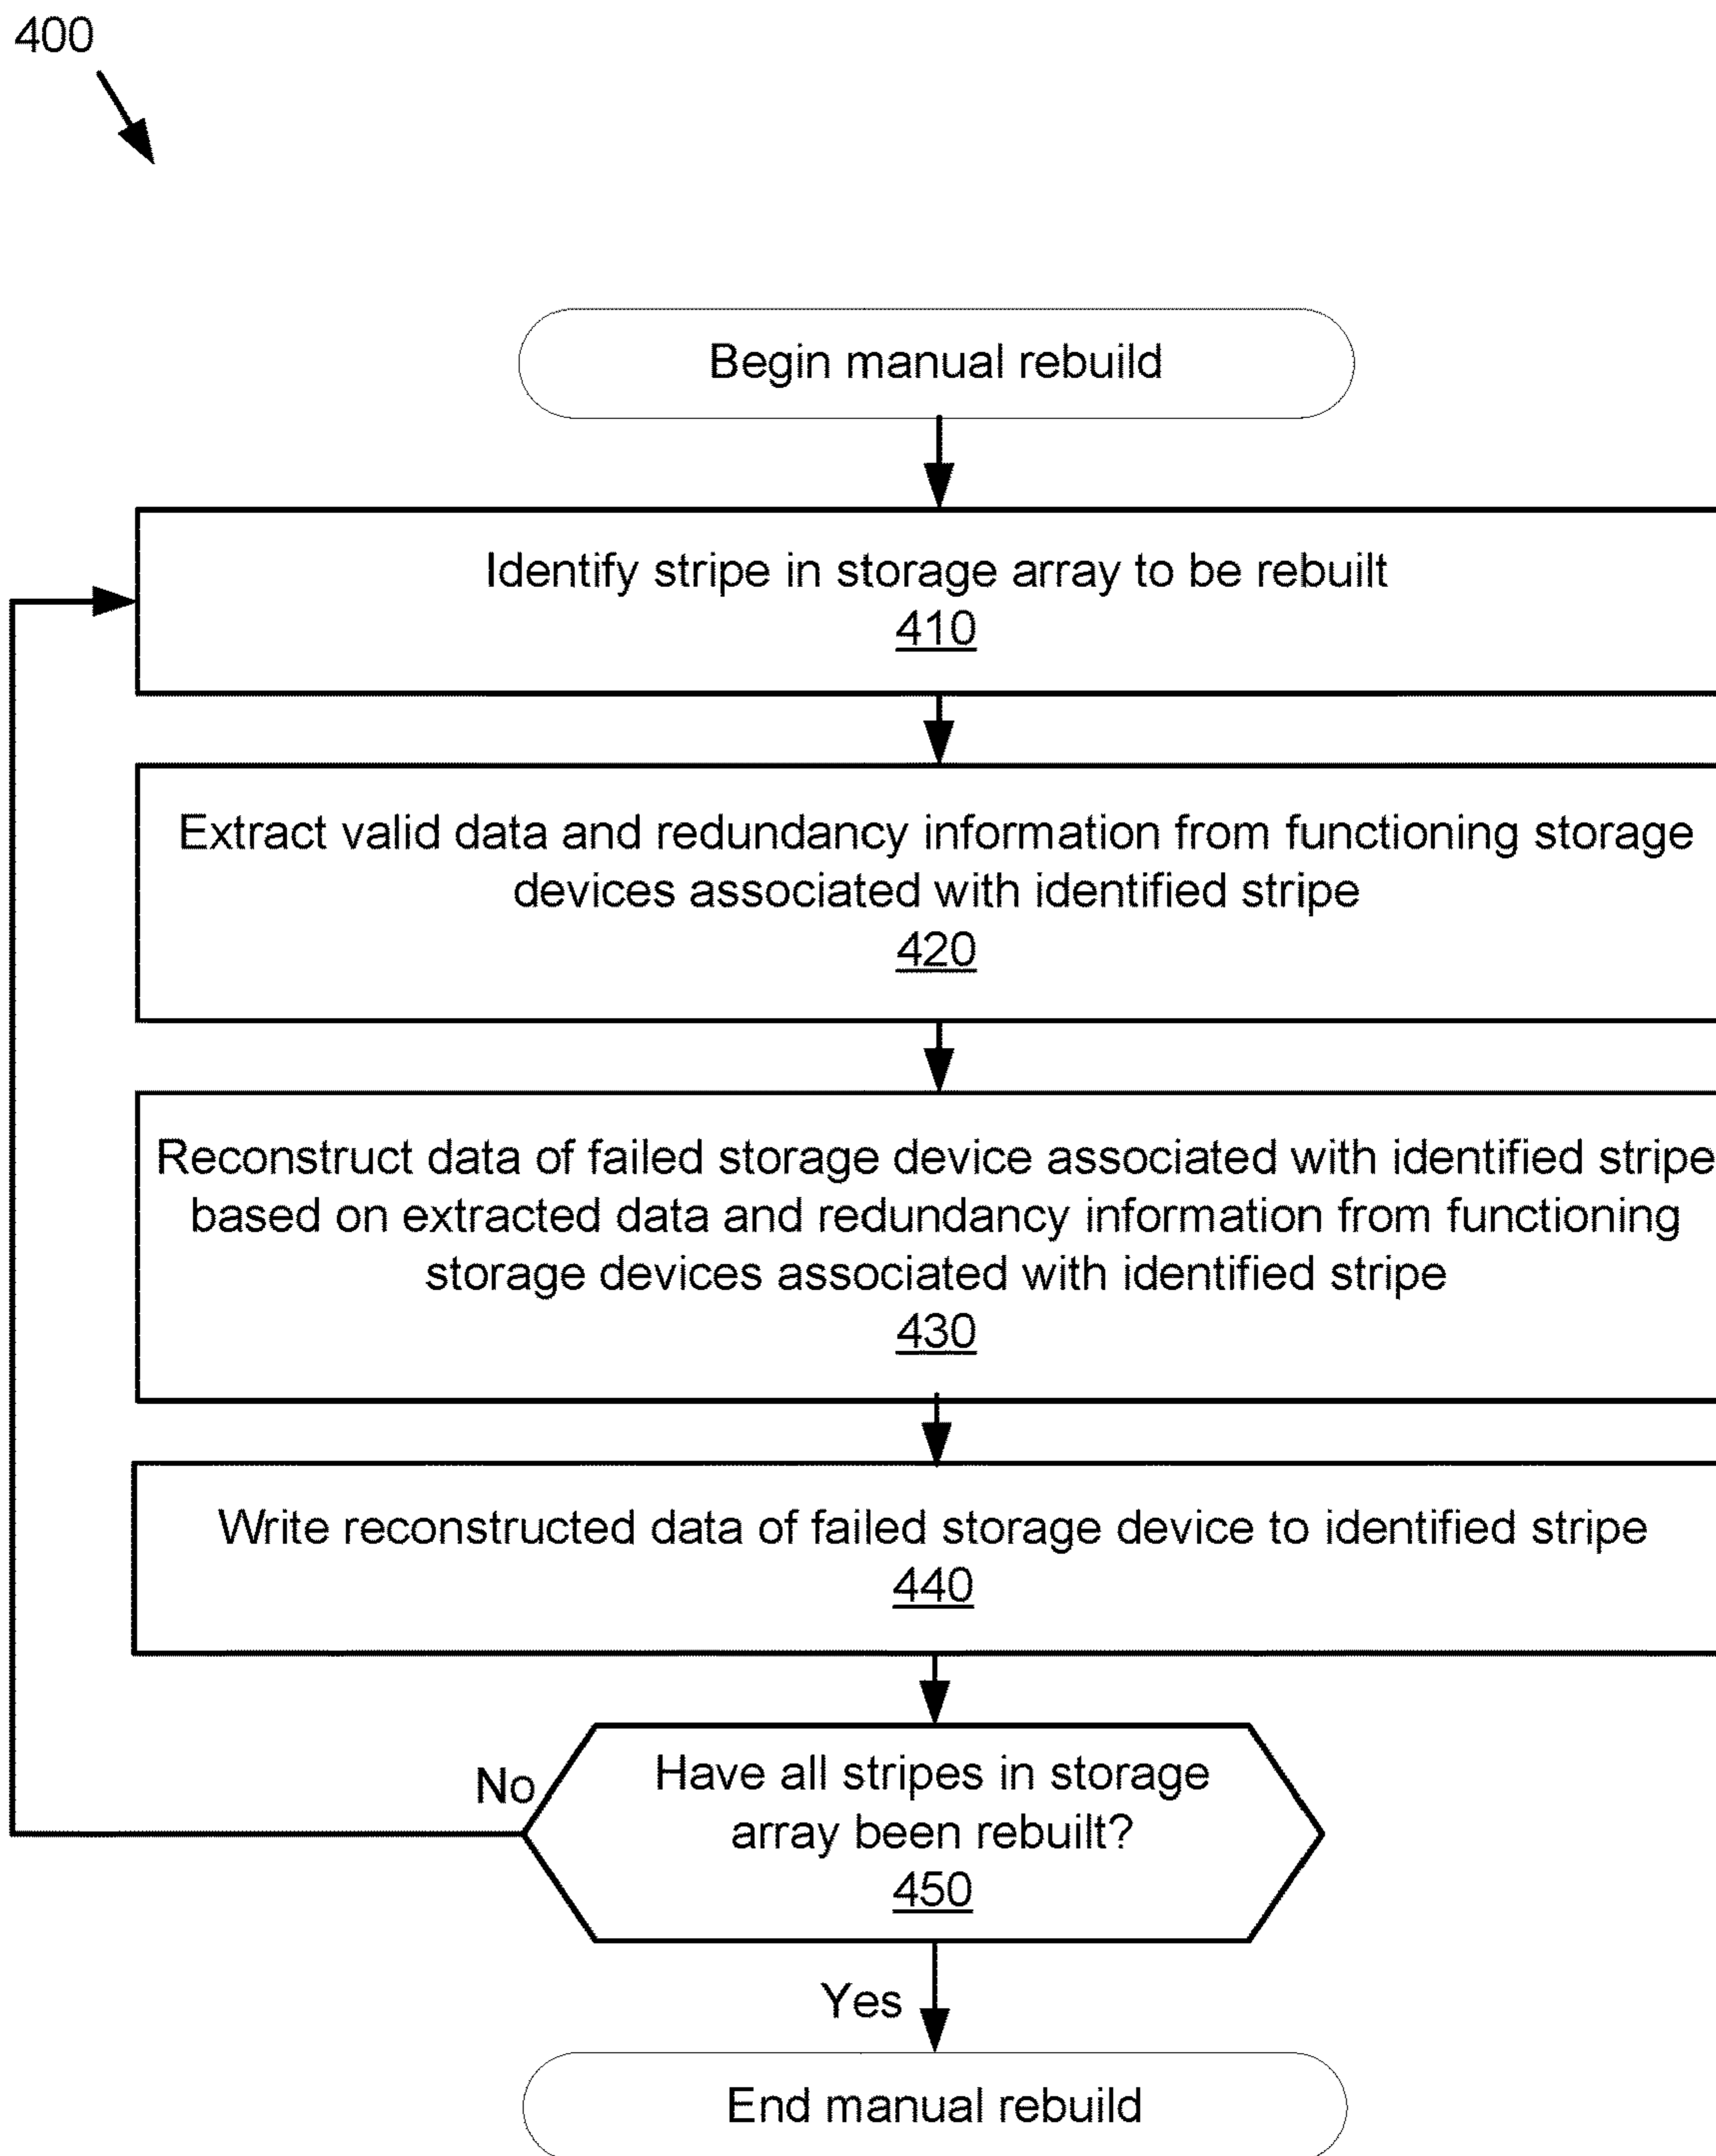 400
Begin manual rebuild
Identify stripe in storage array to be rebuilt
410
Extract valid data and redundancy information from functioning storage
devices associated with identified stripe
420
Reconstruct data of failed storage device associated with identified stripe
based on extracted data and redundancy information from functioning
storage devices associated with identified stripe
430
Write reconstructed data of failed storage device to identified stripe
440
Have all stripes in storage
array been rebuilt?
450
No
Yes
End manual rebuild